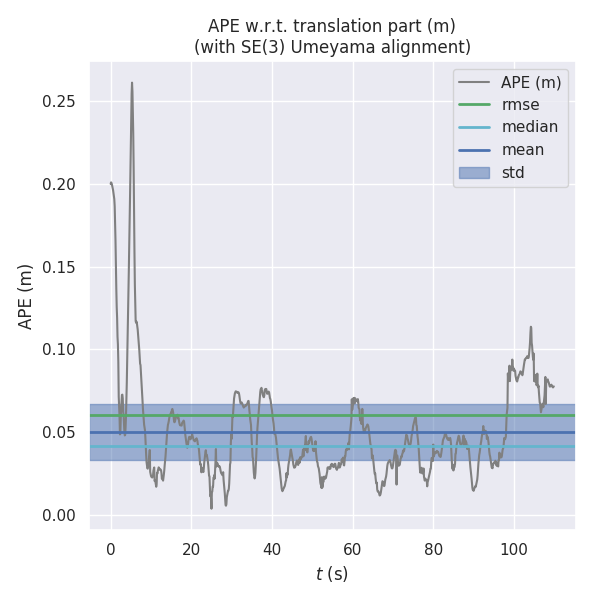 APE w.r.t. translation part (m)
(with SE(3) Umeyama alignment)
APE (m)
rmse
median
mean
std
APE (m)
0.25
0.20
0.15
0.10
0.05
0.00
0 20 40 60 80 100
t (s)